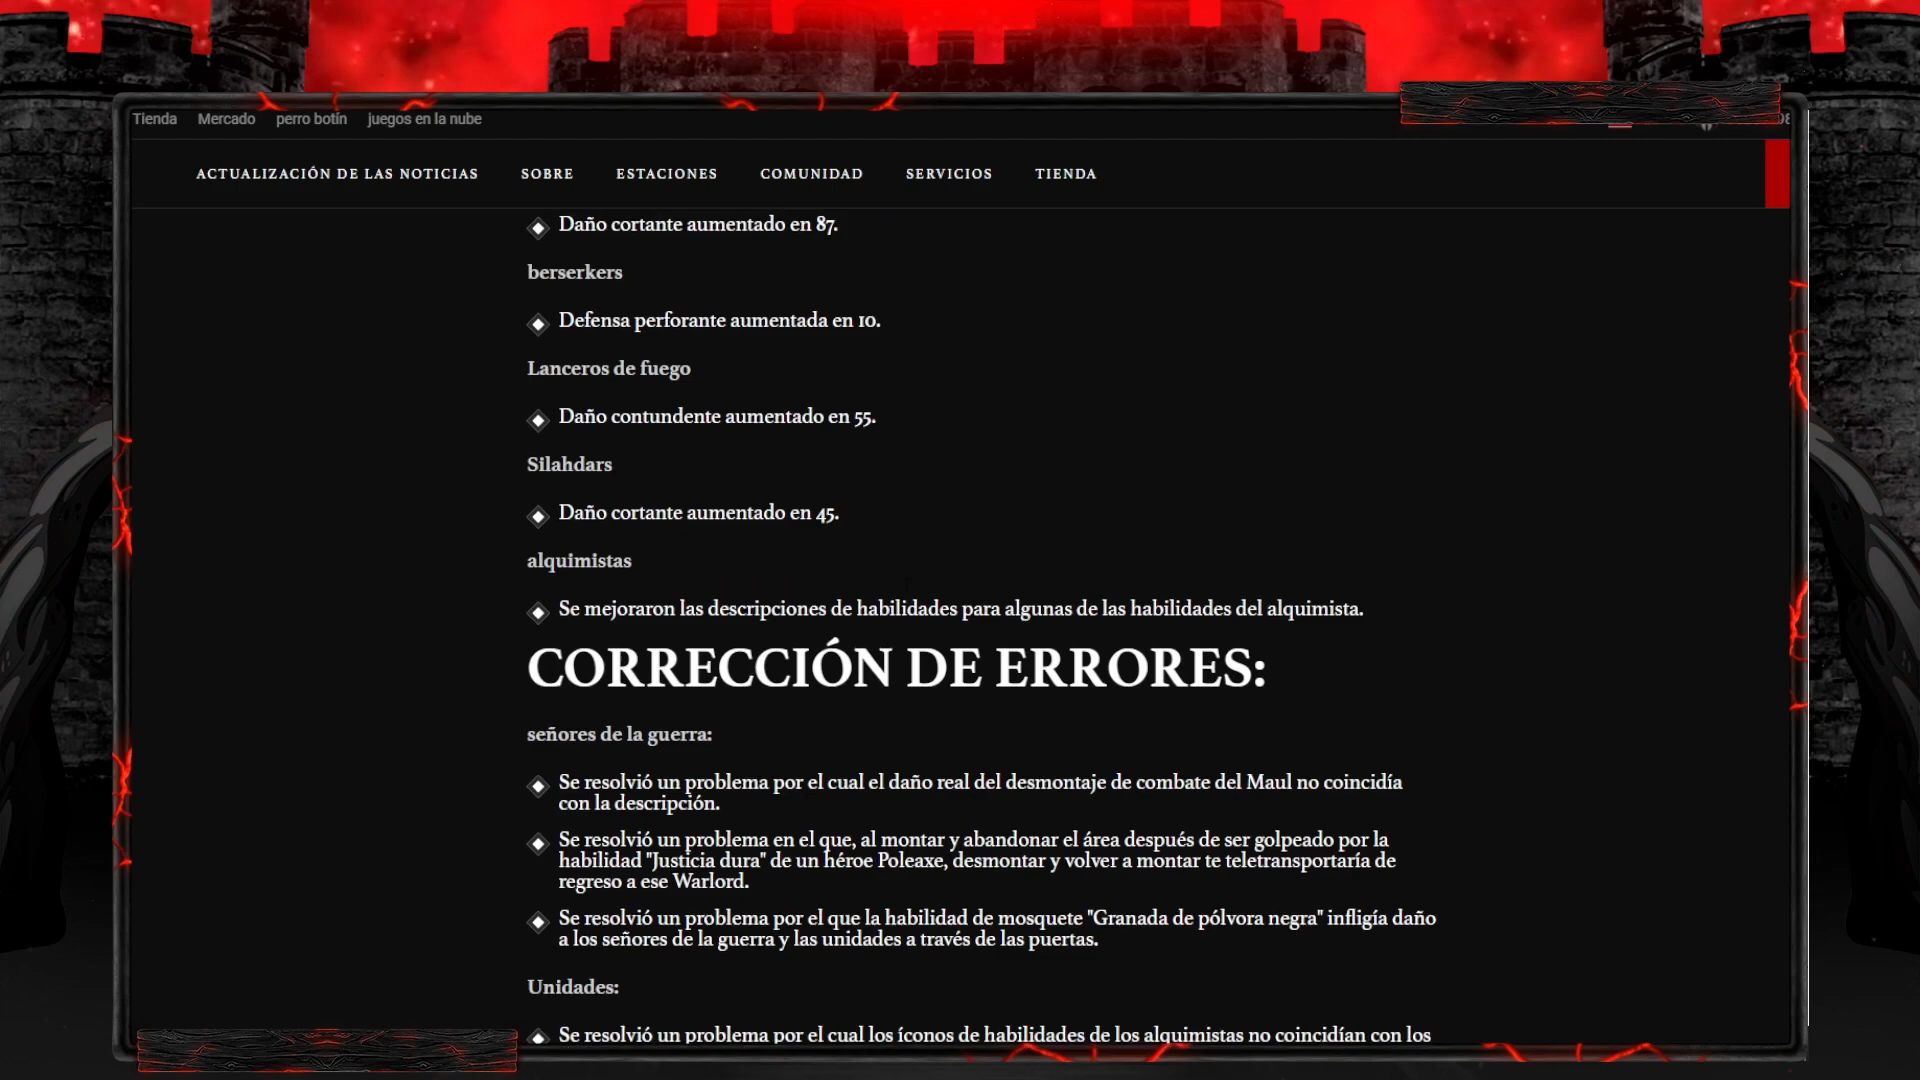 Tienda Mercado perro botín juegos en la nube
ACTUALIZACIÓN DE LAS NOTICIAS SOBRE ESTACIONES COMUNIDAD SERVICIOS TIENDA
Daño cortante aumentado en 87.
berserkers
Defensa perforante aumentada en 10.
Lanceros de fuego
Daño contundente aumentado en 55.
Silahdars
Daño cortante aumentado en 45.
alquimistas
Se mejoraron las descripciones de habilidades para algunas de las habilidades del alquimista.
CORRECCIÓN DE ERRORES:
señores de la guerra:
Se resolvió un problema por el cual el daño real del desmontaje de combate del Maul no coincidía
con la descripción.
Se resolvió un problema en el que, al montar y abandonar el área después de ser golpeado por la
habilidad "Justicia dura" de un héroe Poleaxe, desmontar y volver a montar te teletransportaría de
regreso a ese Warlord.
Se resolvió un problema por el que la habilidad de mosquete "Granada de pólvora negra" infligía daño
a los señores de la guerra y las unidades a través de las puertas.
Unidades:
Se resolvió un problema por el cual los íconos de habilidades de los alquimistas no coincidían con los